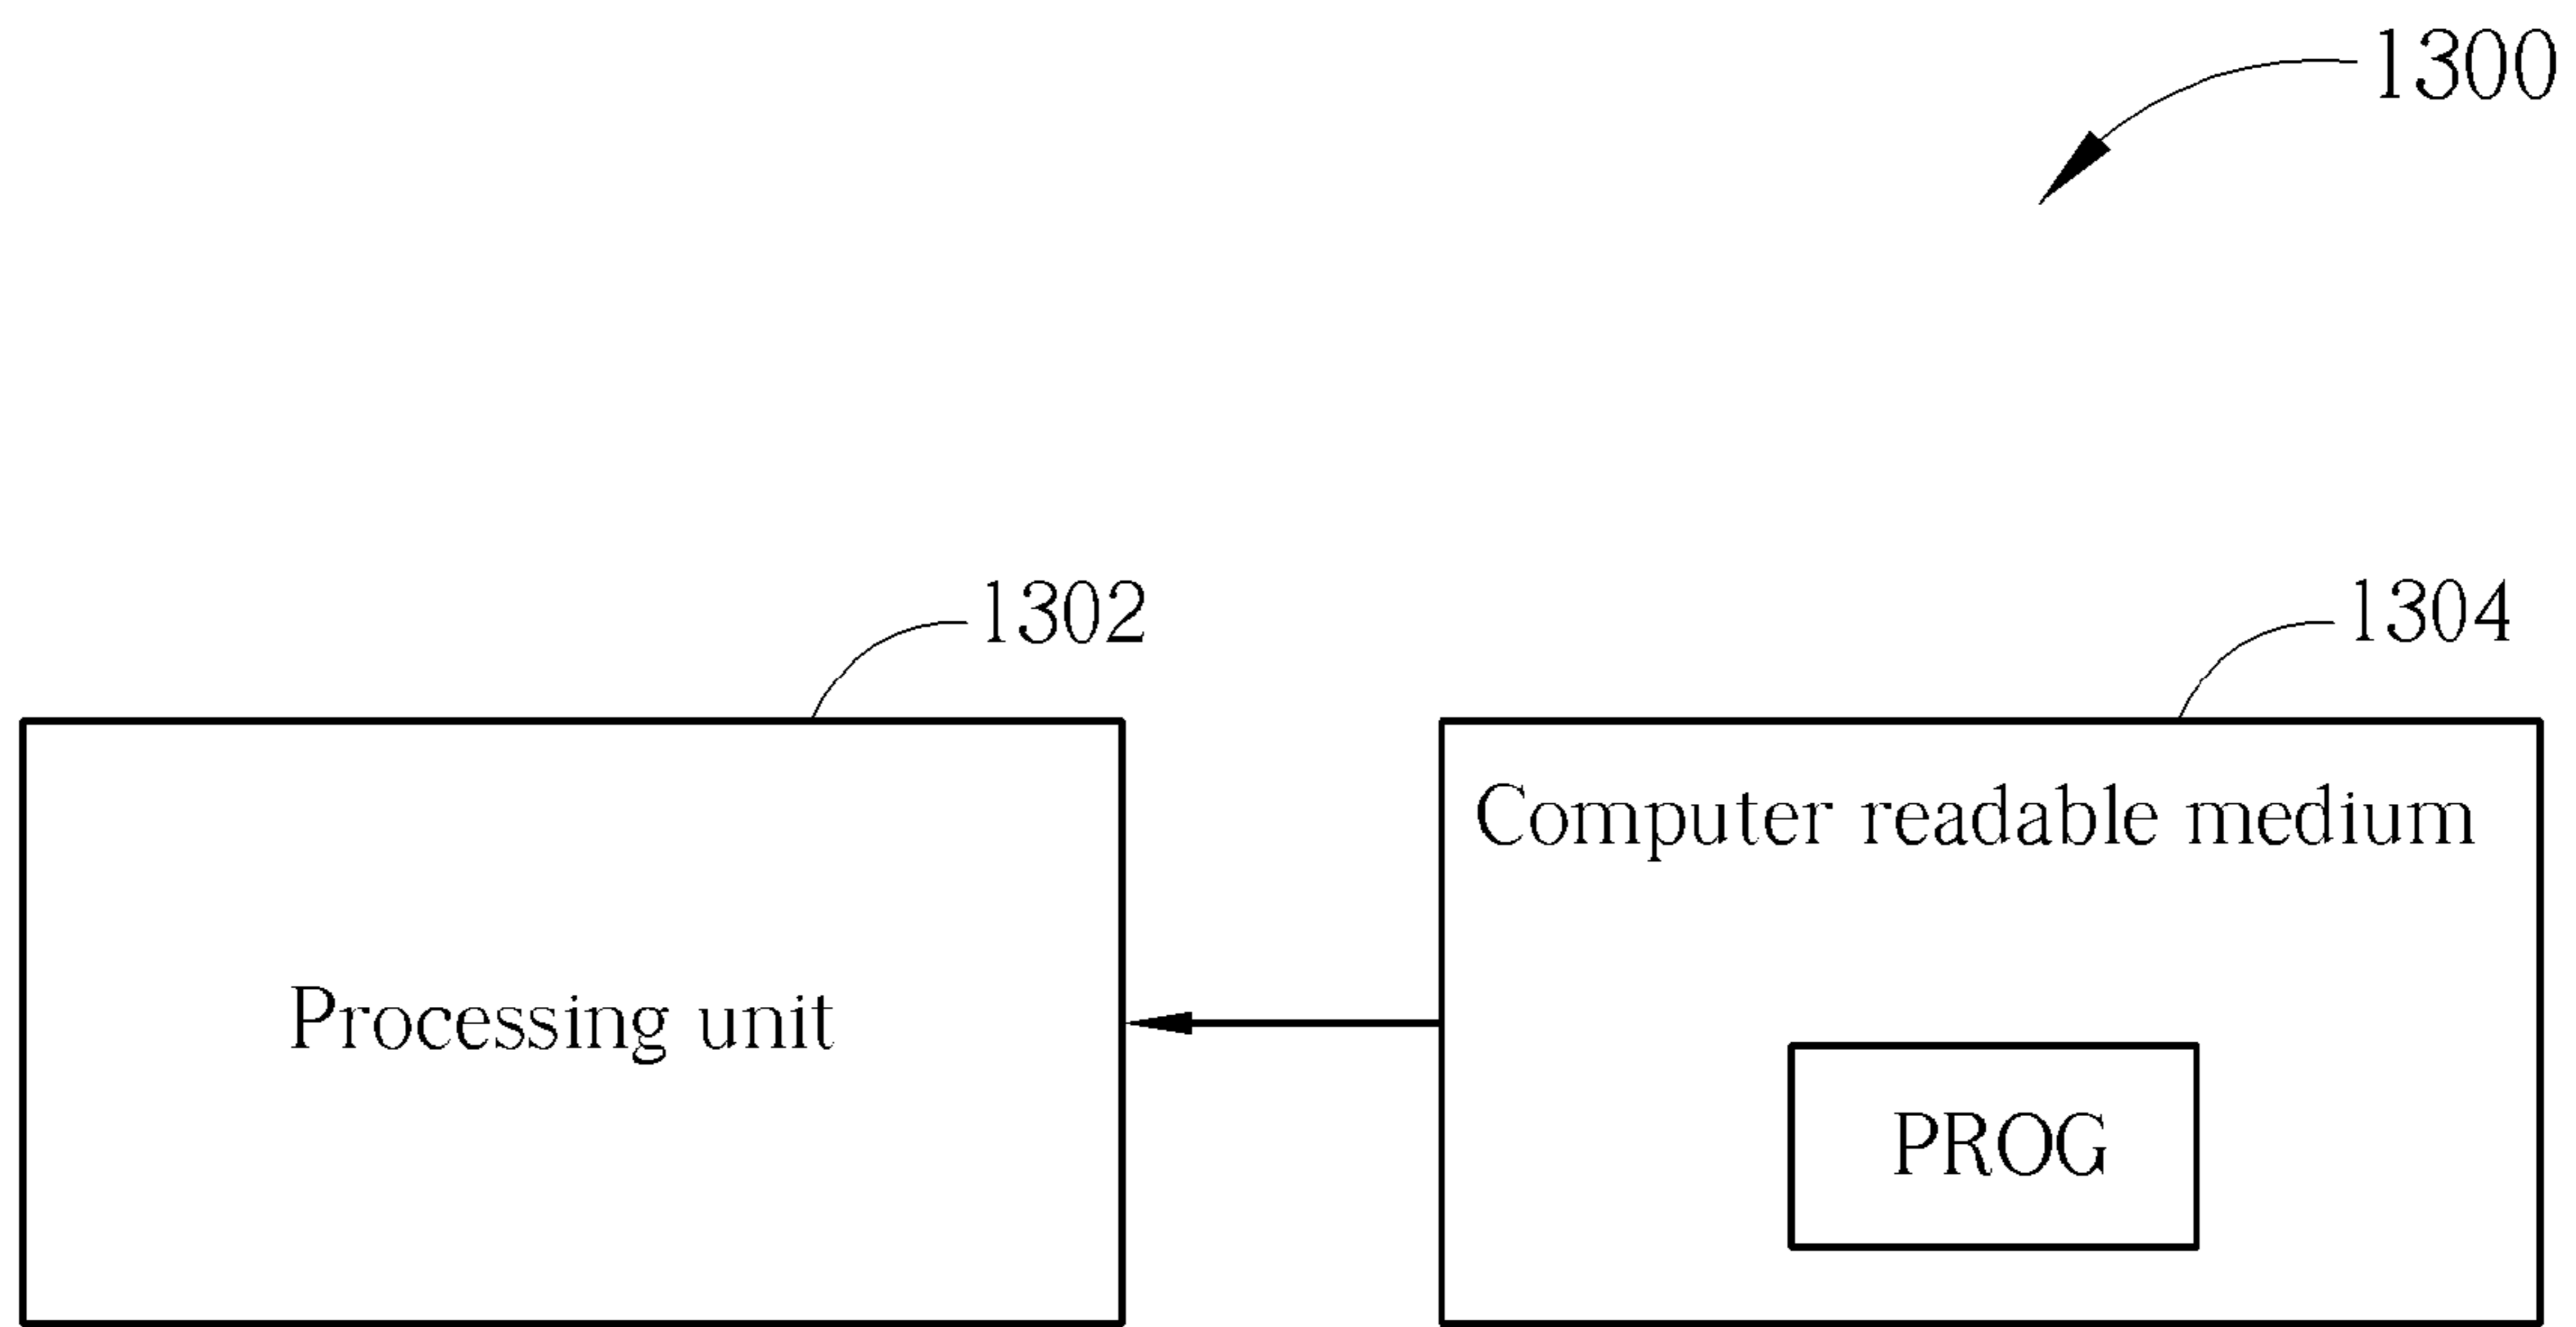 1300
1302
1304
Computer readable medium
Processing unit
PROG